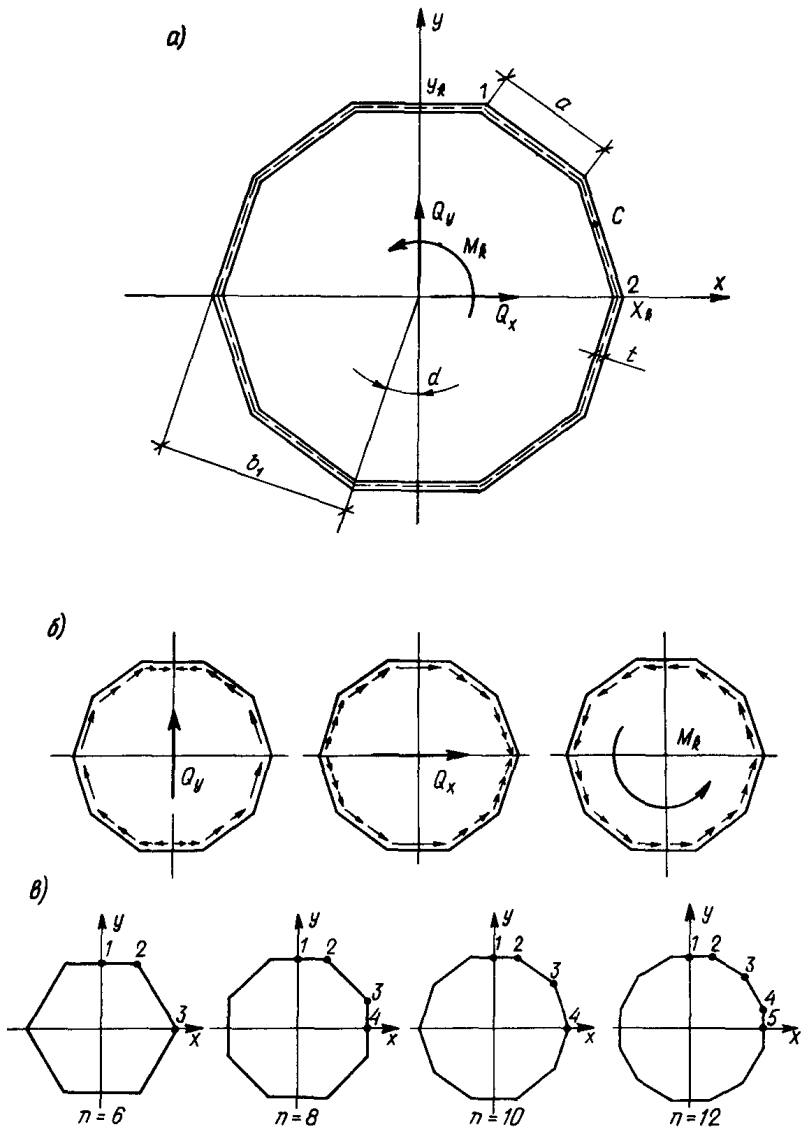 а)
y
y_k
1
a
C
Q_y
M_k
2
x
Q_x
X_k
t
d
b_1
б)
Q_y
Q_x
M_k
в)
y
1 2
3
x
n=6
y
1 2
3
4
x
n=8
y
1 2
3
4
x
n=10
y
1 2
3
4
5
x
n=12